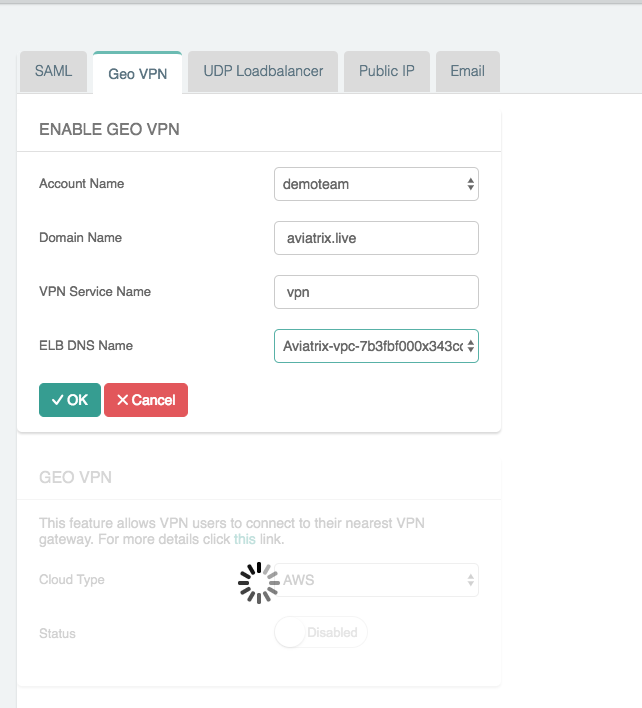 SAML Geo VPN UDP Loadbalancer Public IP Email
ENABLE GEO VPN
Account Name demoteam
Domain Name aviatrix.live
VPN Service Name vpn
ELB DNS Name Aviatrix-vpc-7b3fbf000x343cc
OK Cancel
GEO VPN
This feature allows VPN users to connect to their nearest VPN
gateway. For more details click this link.
Cloud Type AWS
Status Disabled